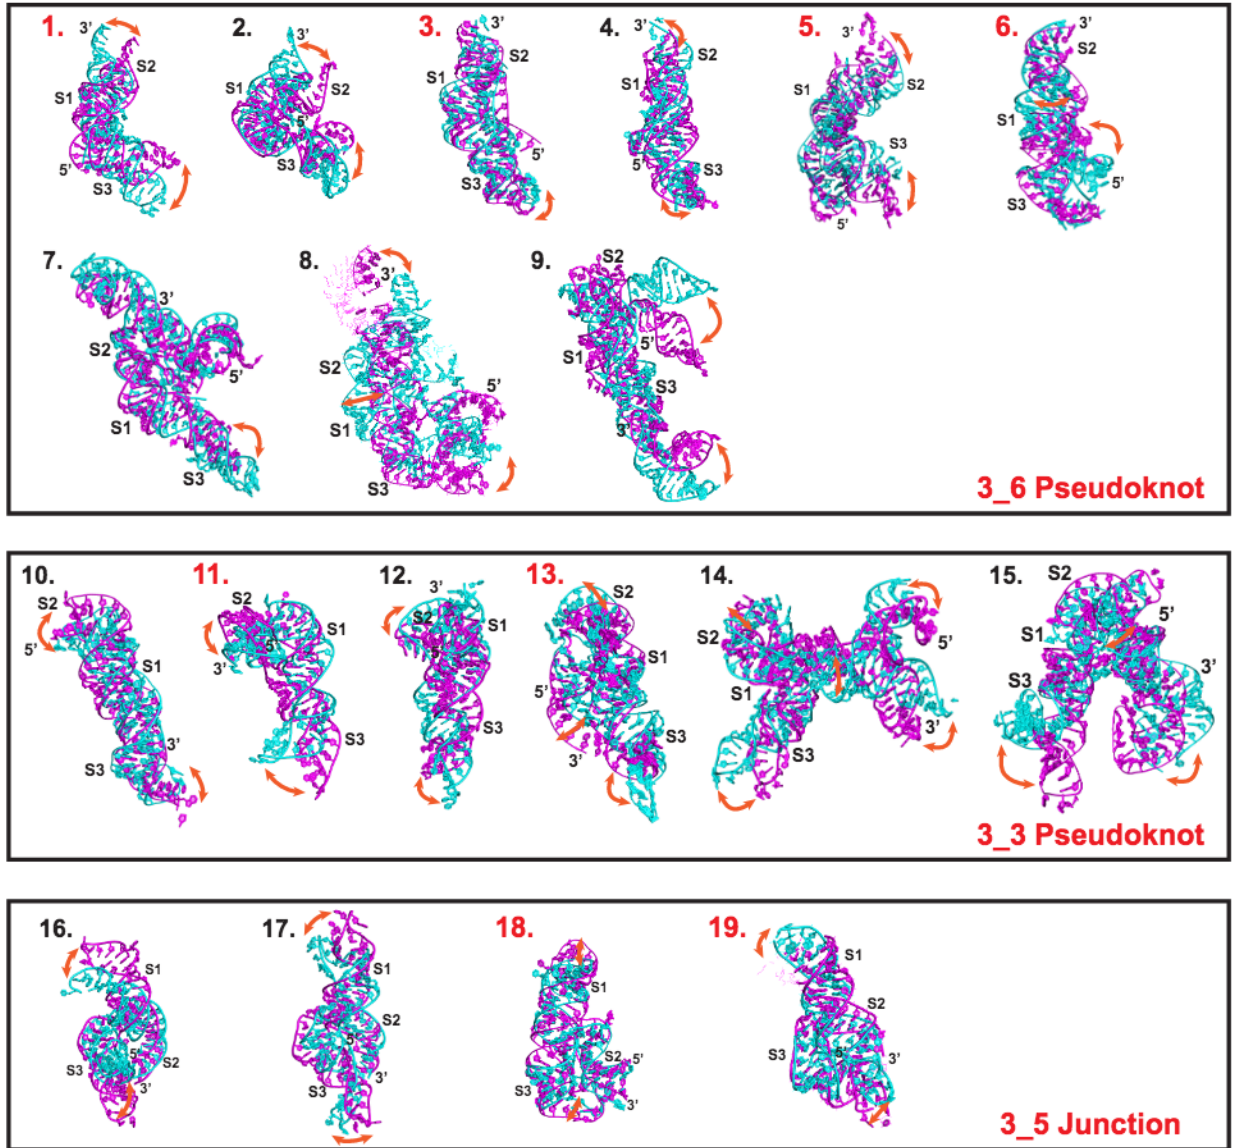 1.
3’
S2
S1
5’
S3
2.
3’
S1
S2
5’
S3
3.
3’
S2
S1
5’
S3
4.
3’
S2
S1
5’
S3
5.
3’
S2
S1
S3
5’
6.
3’
S2
S1
5’
S3
7.
3’
S2
5’
S1
S3
8.
3’
S2
5’
S1
S3
9.
S2
5’
S1
S3
3’
3_6 Pseudoknot
10.
S2
5’
S1
3’
S3
11.
S2
S1
5’
3’
S3
12.
3’
S2
S1
5’
S3
13.
S2
S1
5’
S3
3’
14.
S2
5’
S1
3’
S3
15.
S2
5’
S1
3’
S3
3_3 Pseudoknot
16.
S1
5’
S3
S2
3’
17.
S1
S2
5’
S3
3’
18.
S1
S2
5’
S3
3’
19.
S1
S2
S3
5’
3’
3_5 Junction